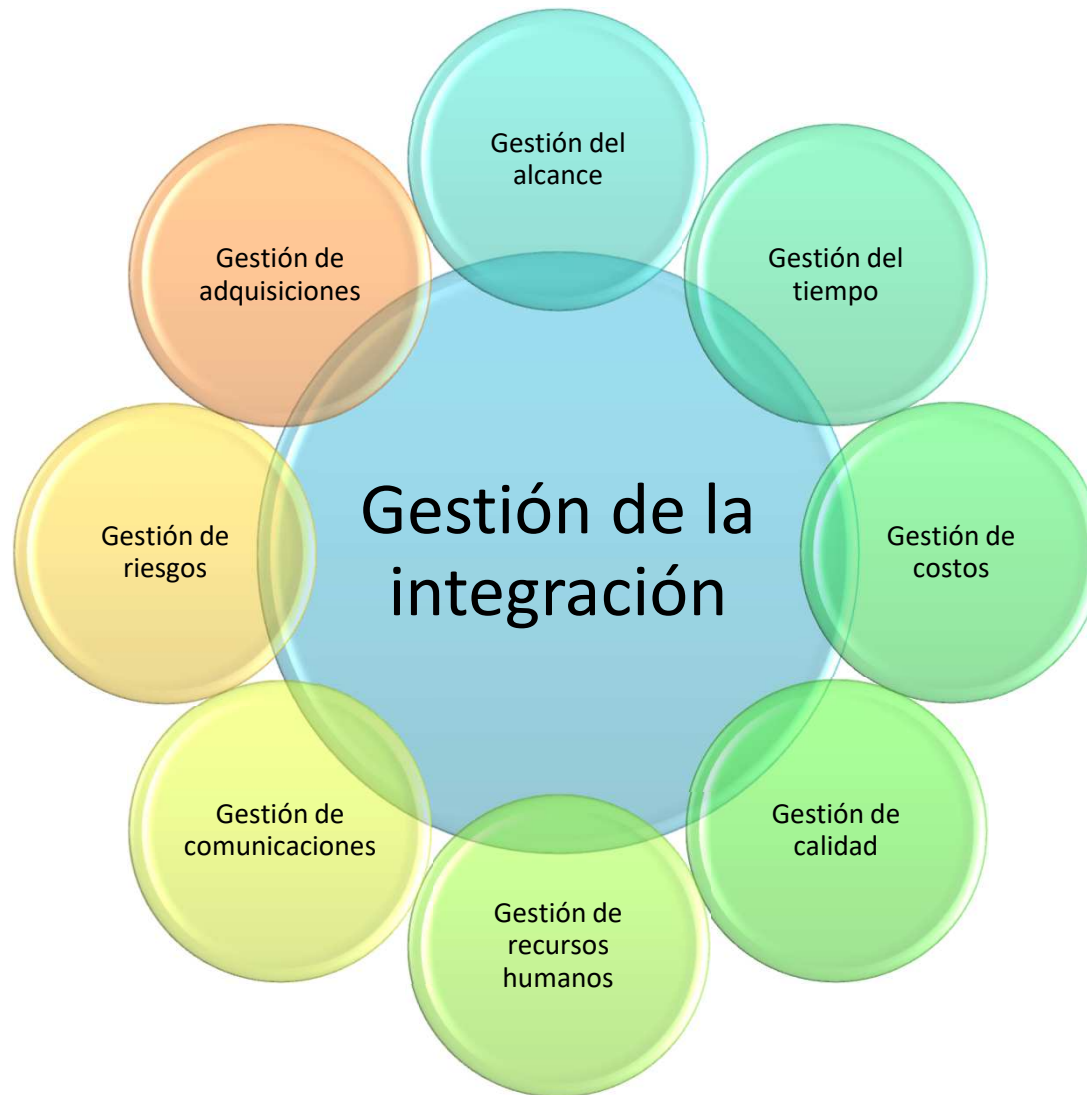 Gestión del
alcance
Gestión del
tiempo
Gestión de
costos
Gestión de
calidad
Gestión de
recursos
humanos
Gestión de
comunicaciones
Gestión de
riesgos
Gestión de
adquisiciones
Gestión de la
integración